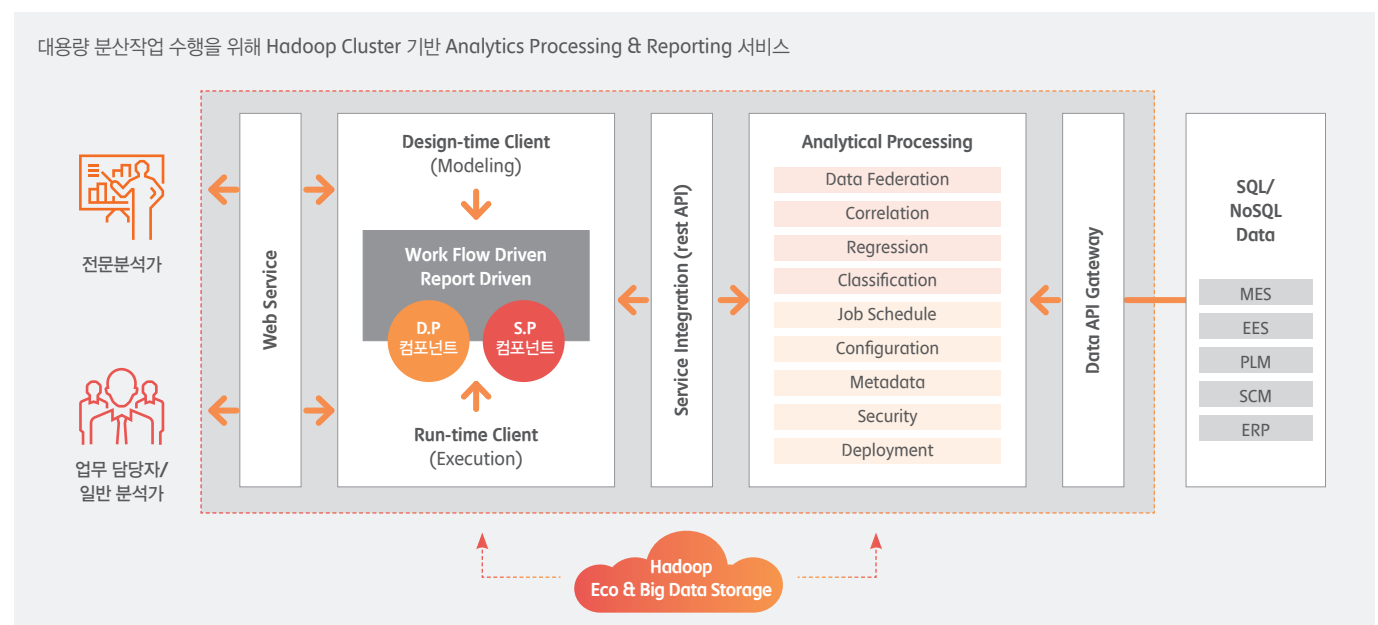 대용량 분산작업 수행을 위해 Hadoop Cluster 기반 Analytics Processing & Reporting 서비스
전문분석가
업무 담당자/
일반 분석가
Web Service
Design-time Client
(Modeling)
Work Flow Driven
Report Driven
D.P
컴포넌트
S.P
컴포넌트
Run-time Client
(Execution)
Service Integration (rest API)
Analytical Processing
Data Federation
Correlation
Regression
Classification
Job Schedule
Configuration
Metadata
Security
Deployment
Data API Gateway
SQL/
NoSQL
Data
MES
EES
PLM
SCM
ERP
Hadoop
Eco & Big Data Storage